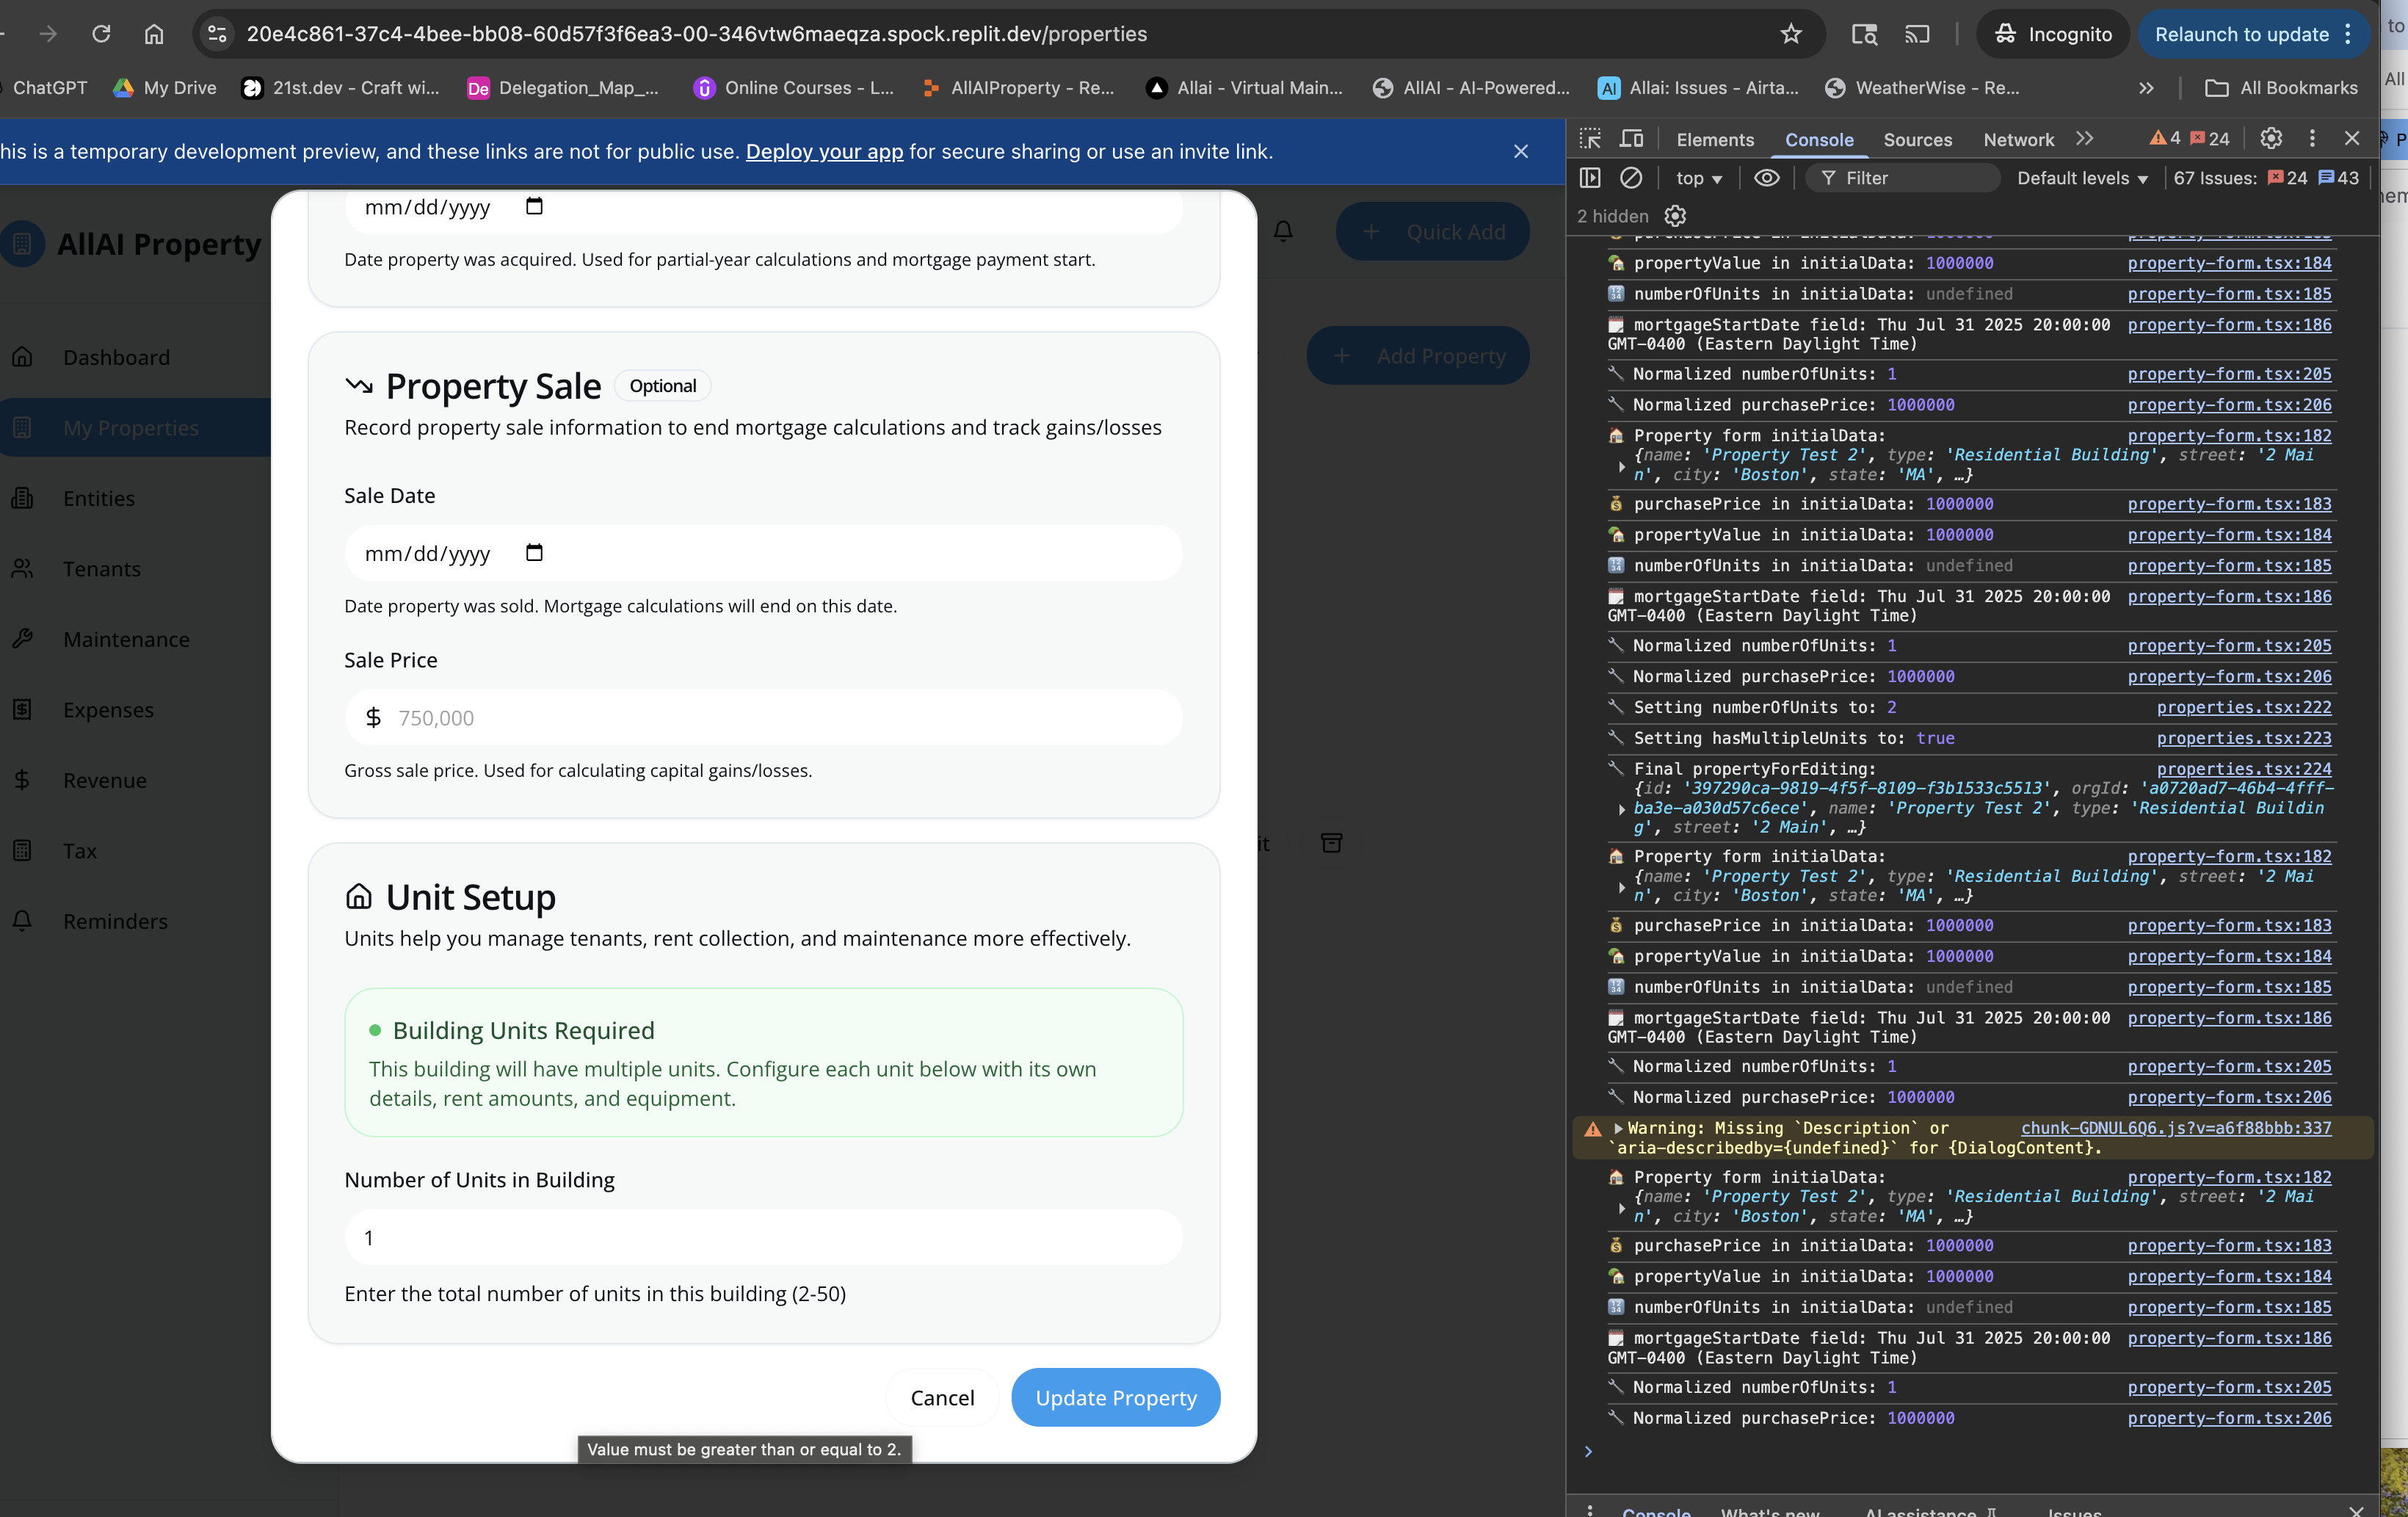 20e4c861-37c4-4bee-bb08-60d57f3f6ea3-00-346vtw6maeqza.spock.replit.dev/properties
Incognito
Relaunch to update
ChatGPT
My Drive
21st.dev - Craft wi...
De
Delegation_Map_...
Online Courses - L...
AllAIProperty - Re...
Allai - Virtual Main...
AllAI - AI-Powered...
AI
Allai: Issues - Airta...
WeatherWise - Re...
All Bookmarks
his is a temporary development preview, and these links are not for public use. Deploy your app for secure sharing or use an invite link.
AllAI Property
Dashboard
My Properties
Entities
Tenants
Maintenance
Expenses
Revenue
Tax
Reminders
Quick Add
Add Property
mm/dd/yyyy
Date property was acquired. Used for partial-year calculations and mortgage payment start.
Property Sale
Optional
Record property sale information to end mortgage calculations and track gains/losses
Sale Date
mm/dd/yyyy
Date property was sold. Mortgage calculations will end on this date.
Sale Price
$ 750,000
Gross sale price. Used for calculating capital gains/losses.
Unit Setup
Units help you manage tenants, rent collection, and maintenance more effectively.
Building Units Required
This building will have multiple units. Configure each unit below with its own
details, rent amounts, and equipment.
Number of Units in Building
1
Enter the total number of units in this building (2-50)
Cancel
Update Property
Value must be greater than or equal to 2.
Elements
Console
Sources
Network
4
24
top
Filter
Default levels
67 Issues:
24
43
2 hidden
propertyValue in initialData: 1000000 property-form.tsx:184
numberOfUnits in initialData: undefined property-form.tsx:185
mortgageStartDate field: Thu Jul 31 2025 20:00:00 property-form.tsx:186
GMT-0400 (Eastern Daylight Time)
Normalized numberOfUnits: 1 property-form.tsx:205
Normalized purchasePrice: 1000000 property-form.tsx:206
Property form initialData: property-form.tsx:182
{name: 'Property Test 2', type: 'Residential Building', street: '2 Mai
n', city: 'Boston', state: 'MA', …}
purchasePrice in initialData: 1000000 property-form.tsx:183
propertyValue in initialData: 1000000 property-form.tsx:184
numberOfUnits in initialData: undefined property-form.tsx:185
mortgageStartDate field: Thu Jul 31 2025 20:00:00 property-form.tsx:186
GMT-0400 (Eastern Daylight Time)
Normalized numberOfUnits: 1 property-form.tsx:205
Normalized purchasePrice: 1000000 property-form.tsx:206
Setting numberOfUnits to: 2 properties.tsx:222
Setting hasMultipleUnits to: true properties.tsx:223
Final propertyForEditing: properties.tsx:224
{id: '397290ca-9819-4f5f-8109-f3b1533c5513', orgId: 'a0720ad7-46b4-4fff-
ba3e-a030d57c6ece', name: 'Property Test 2', type: 'Residential Buildin
g', street: '2 Main', …}
Property form initialData: property-form.tsx:182
{name: 'Property Test 2', type: 'Residential Building', street: '2 Mai
n', city: 'Boston', state: 'MA', …}
purchasePrice in initialData: 1000000 property-form.tsx:183
propertyValue in initialData: 1000000 property-form.tsx:184
numberOfUnits in initialData: undefined property-form.tsx:185
mortgageStartDate field: Thu Jul 31 2025 20:00:00 property-form.tsx:186
GMT-0400 (Eastern Daylight Time)
Normalized numberOfUnits: 1 property-form.tsx:205
Normalized purchasePrice: 1000000 property-form.tsx:206
Warning: Missing `Description` or chunk-GDNUL6Q6.js?v=a6f88bbb:337
`aria-describedby={undefined}` for {DialogContent}.
Property form initialData: property-form.tsx:182
{name: 'Property Test 2', type: 'Residential Building', street: '2 Mai
n', city: 'Boston', state: 'MA', …}
purchasePrice in initialData: 1000000 property-form.tsx:183
propertyValue in initialData: 1000000 property-form.tsx:184
numberOfUnits in initialData: undefined property-form.tsx:185
mortgageStartDate field: Thu Jul 31 2025 20:00:00 property-form.tsx:186
GMT-0400 (Eastern Daylight Time)
Normalized numberOfUnits: 1 property-form.tsx:205
Normalized purchasePrice: 1000000 property-form.tsx:206
Console
What's new
AI assistance
Issues